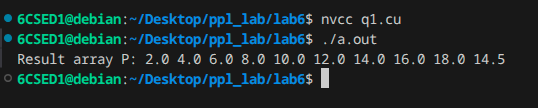 6CSED1@debian:~/Desktop/ppl_lab/lab6$ nvcc q1.cu
6CSED1@debian:~/Desktop/ppl_lab/lab6$ ./a.out
Result array P: 2.0 4.0 6.0 8.0 10.0 12.0 14.0 16.0 18.0 14.5
6CSED1@debian:~/Desktop/ppl_lab/lab6$